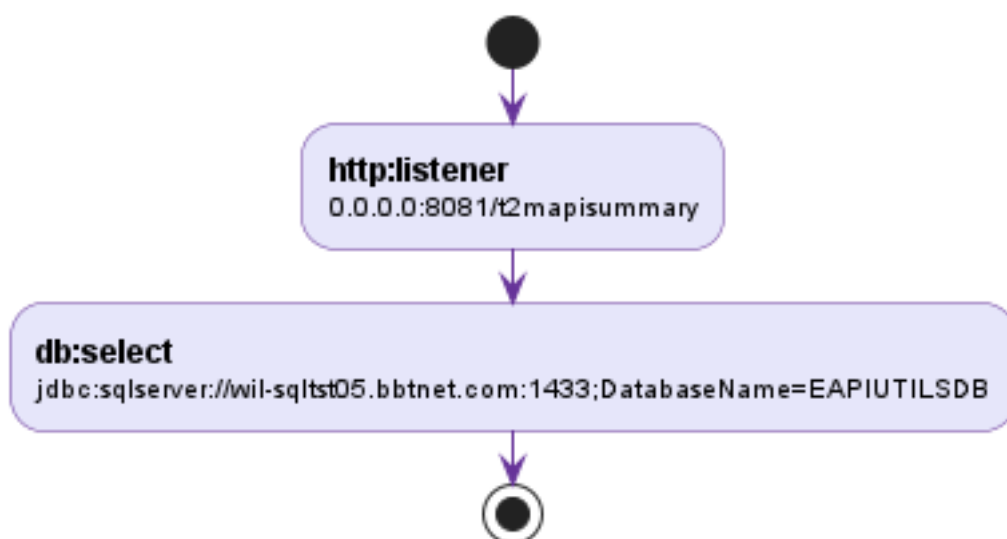 http:listener
0.0.0.0:8081/t2mapisummary
db:select
jdbc:sqlserver://wil-sqltst05.bbtnet.com:1433;DatabaseName=EAPIUTILSDB